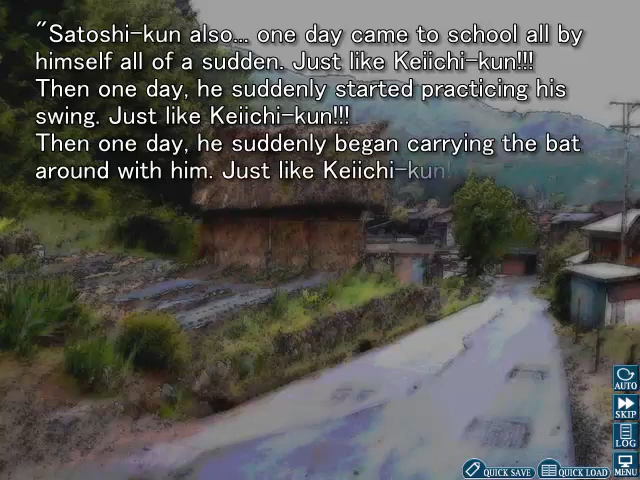 "Satoshi-kun also... one day came to school all by
himself all of a sudden. Just like Keiichi-kun!!!
Then one day, he suddenly started practicing his
swing. Just like Keiichi-kun!!!
Then one day, he suddenly began carrying the bat
around with him. Just like Keiichi-kun!
AUTO
SKIP
LOG
MENU
QUICK SAVE
QUICK LOAD